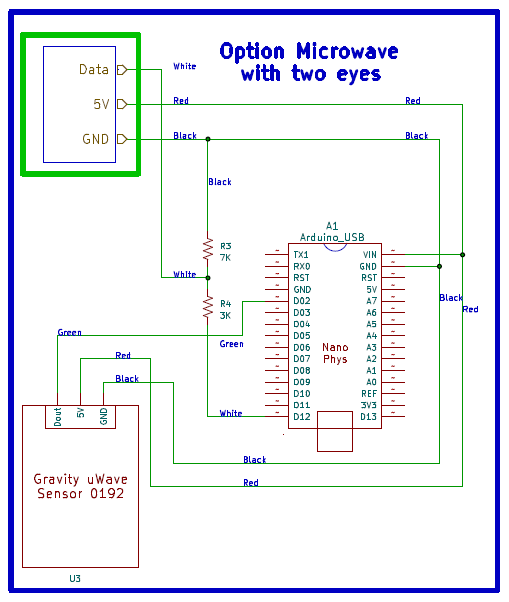 Option Microwave
with two eyes
Data
White
5V
Red
Red
GND
Black
Black
Black
R3
7K
White
R4
3K
Green
Green
A1
Arduino_USB
TX1
VIN
RX0
GND
RST
RST
GND
5V
D02
A7
D03
A6
D04
A5
D05
A4
D06
A3
D07
A2
D08
A1
D09
A0
D10
REF
D11
3V3
D12
D13
Nano
Phys
Black
Red
Red
Black
White
Black
Red
Dout
5V
GND
Gravity uWave
Sensor 0192
U3